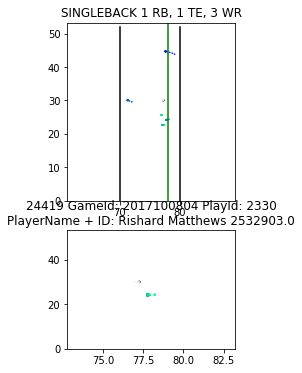 SINGLEBACK 1 RB, 1 TE, 3 WR
50
40
30
20
10
0
70 80
24419 GameId: 2017100804 PlayId: 2330
PlayerName + ID: Rishard Matthews 2532903.0
40
20
0
75.0 77.5 80.0 82.5